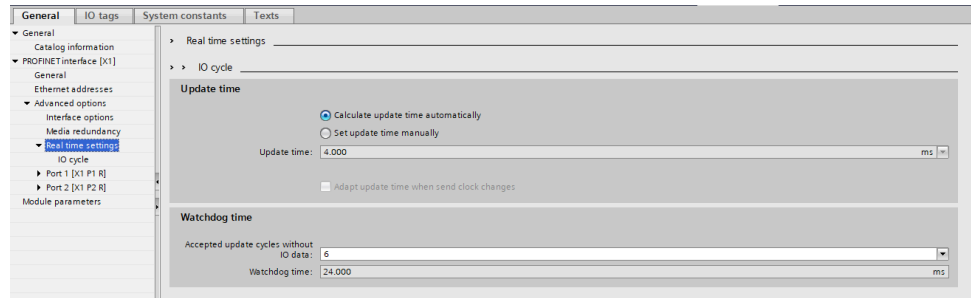 General IO tags System constants Texts
General
Catalog information
PROFINET interface [X1]
General
Ethernet addresses
Advanced options
Interface options
Media redundancy
Real time settings
IO cycle
Port 1 [X1 P1 R]
Port 2 [X1 P2 R]
Module parameters
Real time settings
IO cycle
Update time
Calculate update time automatically
Set update time manually
Update time: 4.000 ms
Adapt update time when send clock changes
Watchdog time
Accepted update cycles without
IO data: 6
Watchdog time: 24.000 ms